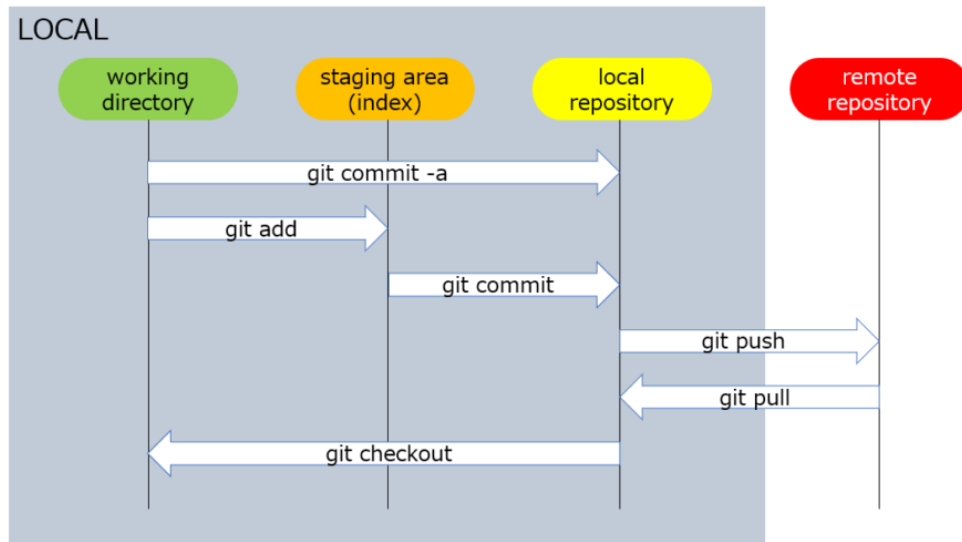 LOCAL
working
directory
staging area
(index)
local
repository
remote
repository
git commit -a
git add
git commit
git push
git pull
git checkout